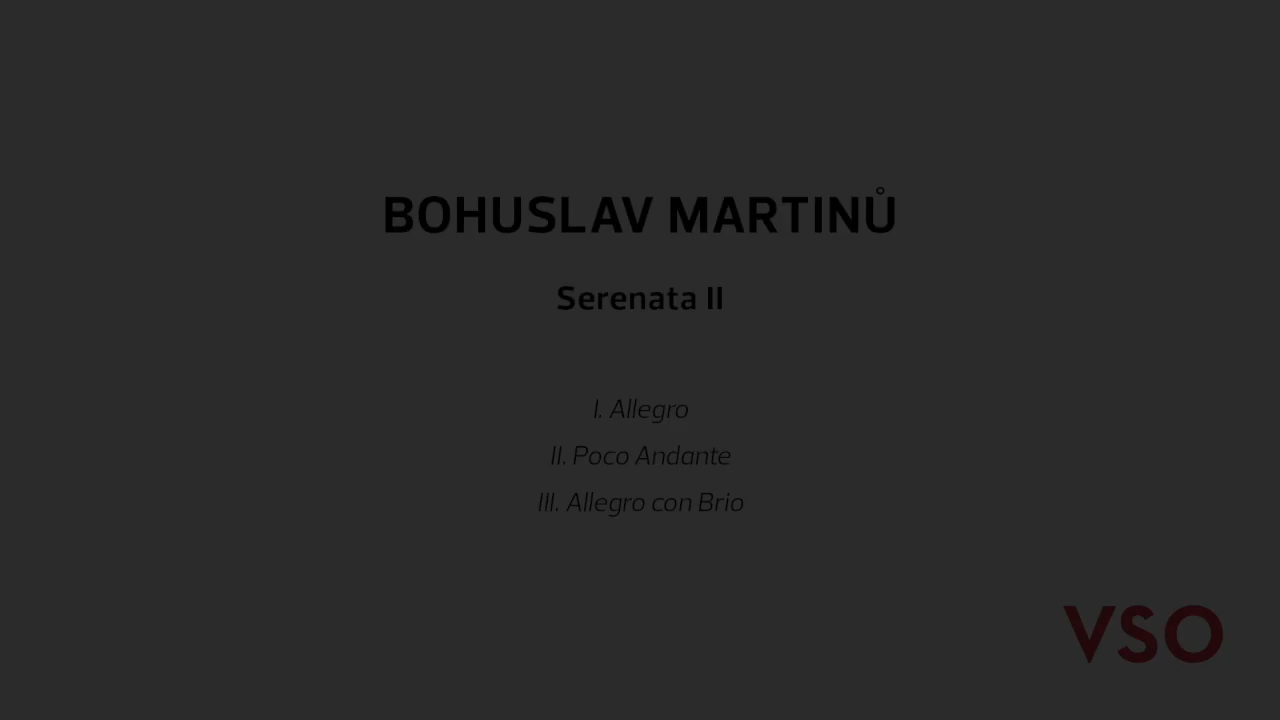 BOHUSLAV MARTINŮ
Serenata II
I. Allegro
II. Poco Andante
III. Allegro con Brio
VSO